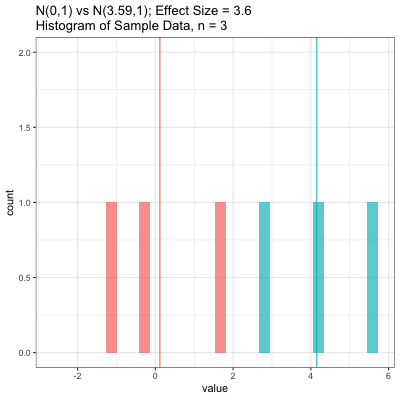 N(0,1) vs N(3.59,1); Effect Size = 3.6
Histogram of Sample Data, n = 3
2.0
1.5
count
1.0
0.5
0.0
-2 0 2 4 6
value